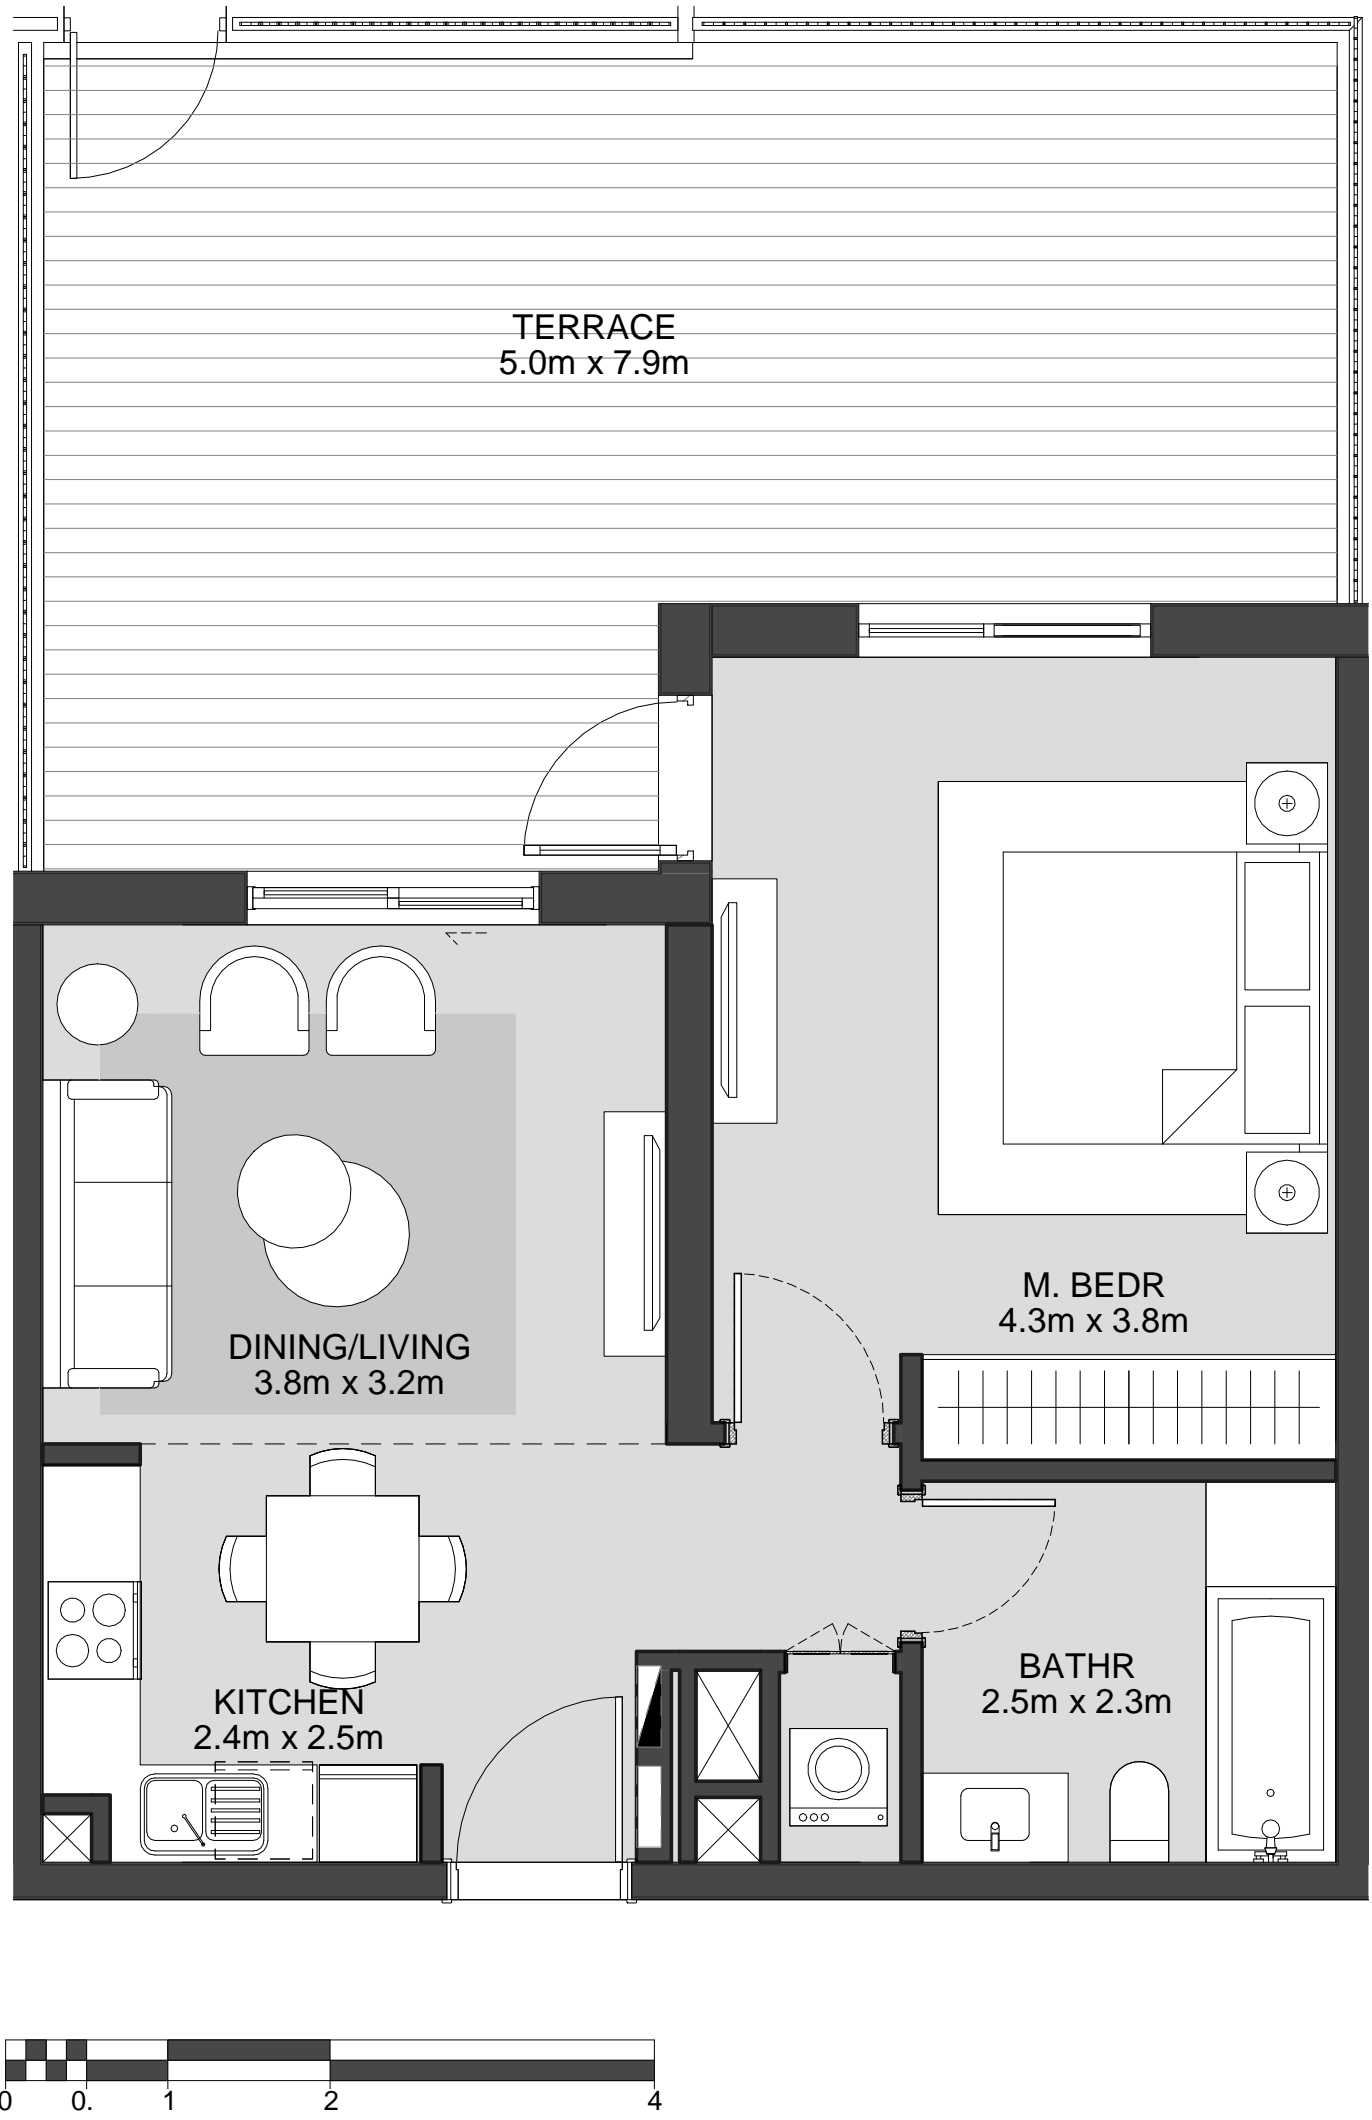 TERRACE
5.0m x 7.9m
M. BEDR
4.3m x 3.8m
DINING/LIVING
3.8m x 3.2m
BATHR
2.5m x 2.3m
KITCHEN
2.4m x 2.5m
0 0. 1 2 4